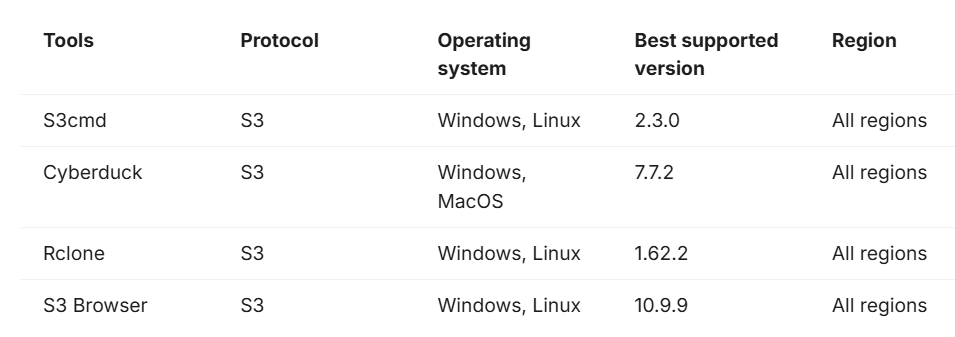 Tools Protocol Operating system Best supported version Region
S3cmd S3 Windows, Linux 2.3.0 All regions
Cyberduck S3 Windows, MacOS 7.7.2 All regions
Rclone S3 Windows, Linux 1.62.2 All regions
S3 Browser S3 Windows, Linux 10.9.9 All regions